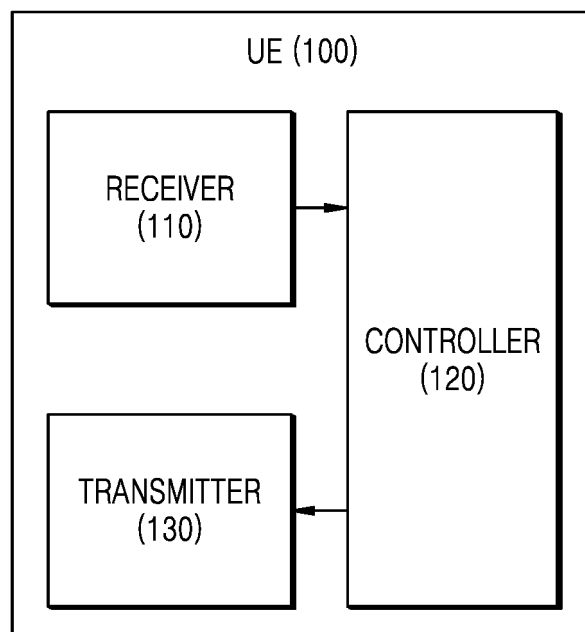 UE (100)
RECEIVER
(110)
CONTROLLER
(120)
TRANSMITTER
(130)